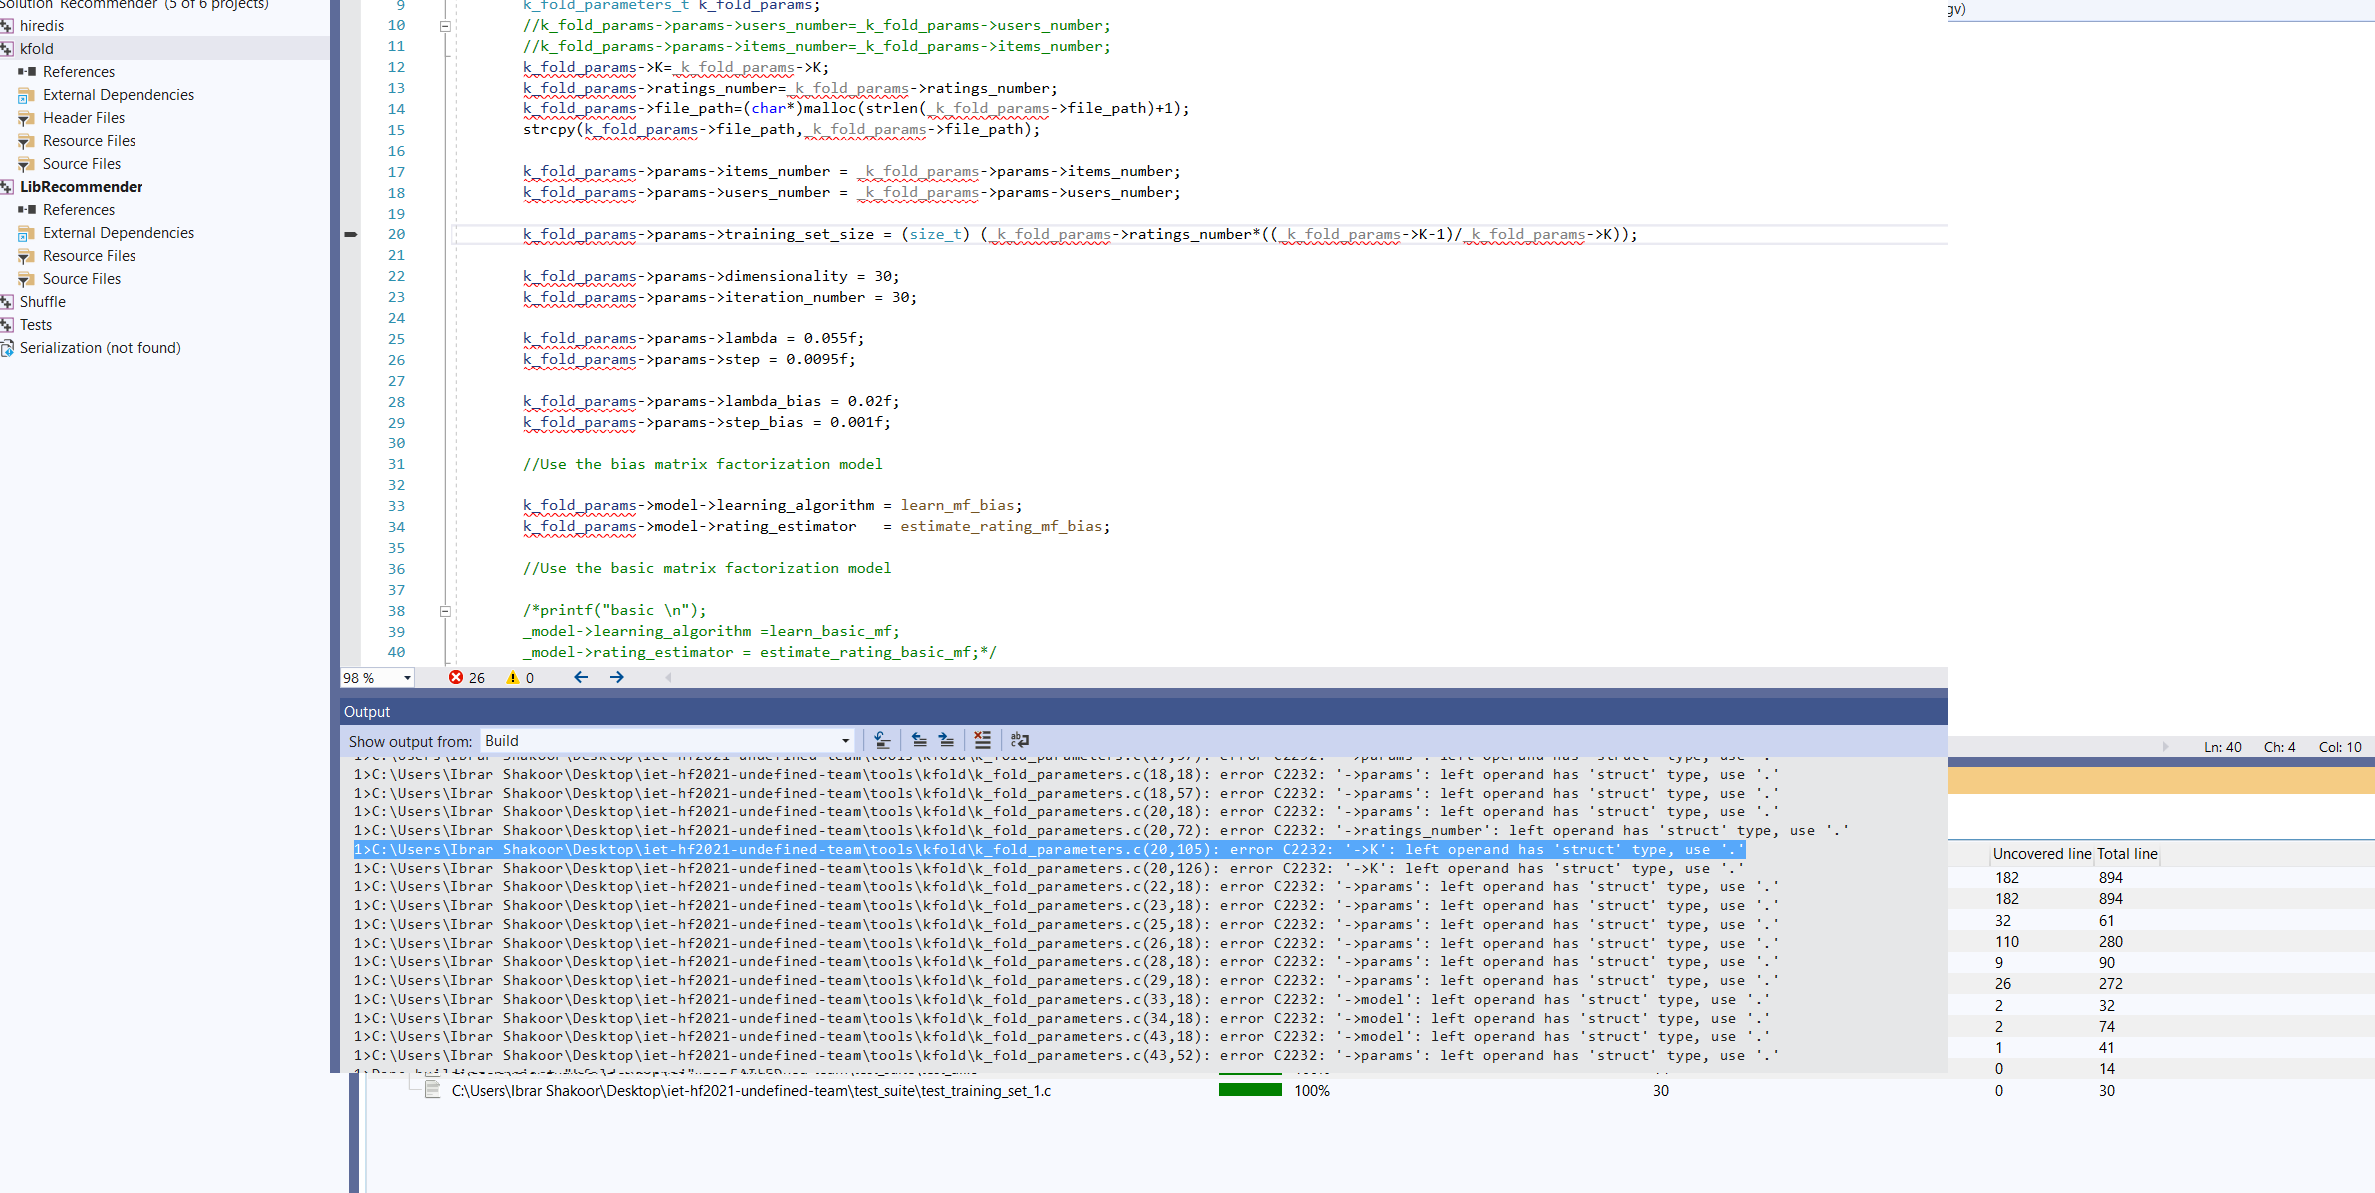 Solution 'Recommender' (5 of 6 projects)
hiredis
kfold
References
External Dependencies
Header Files
Resource Files
Source Files
LibRecommender
References
External Dependencies
Resource Files
Source Files
Shuffle
Tests
Serialization (not found)
9 k_fold_parameters_t k_fold_params;
10 //k_fold_params->params->users_number=_k_fold_params->users_number;
11 //k_fold_params->params->items_number=_k_fold_params->items_number;
12 k_fold_params->K=_k_fold_params->K;
13 k_fold_params->ratings_number=_k_fold_params->ratings_number;
14 k_fold_params->file_path=(char*)malloc(strlen(_k_fold_params->file_path)+1);
15 strcpy(k_fold_params->file_path,_k_fold_params->file_path);
16
17 k_fold_params->params->items_number = _k_fold_params->params->items_number;
18 k_fold_params->params->users_number = _k_fold_params->params->users_number;
19
20 k_fold_params->params->training_set_size = (size_t) (_k_fold_params->ratings_number*((_k_fold_params->K-1)/_k_fold_params->K));
21
22 k_fold_params->params->dimensionality = 30;
23 k_fold_params->params->iteration_number = 30;
24
25 k_fold_params->params->lambda = 0.055f;
26 k_fold_params->params->step = 0.0095f;
27
28 k_fold_params->params->lambda_bias = 0.02f;
29 k_fold_params->params->step_bias = 0.001f;
30
31 //Use the bias matrix factorization model
32
33 k_fold_params->model->learning_algorithm = learn_mf_bias;
34 k_fold_params->model->rating_estimator   = estimate_rating_mf_bias;
35
36 //Use the basic matrix factorization model
37
38 /*printf("basic \n");
39 _model->learning_algorithm =learn_basic_mf;
40 _model->rating_estimator = estimate_rating_basic_mf;*/
98 % 26 0
Output
Show output from: Build
1>C:\Users\Ibrar Shakoor\Desktop\iet-hf2021-undefined-team\tools\kfold\k_fold_parameters.c(17,57): error C2232: '->params': left operand has 'struct' type, use '.'
1>C:\Users\Ibrar Shakoor\Desktop\iet-hf2021-undefined-team\tools\kfold\k_fold_parameters.c(18,18): error C2232: '->params': left operand has 'struct' type, use '.'
1>C:\Users\Ibrar Shakoor\Desktop\iet-hf2021-undefined-team\tools\kfold\k_fold_parameters.c(18,57): error C2232: '->params': left operand has 'struct' type, use '.'
1>C:\Users\Ibrar Shakoor\Desktop\iet-hf2021-undefined-team\tools\kfold\k_fold_parameters.c(20,18): error C2232: '->params': left operand has 'struct' type, use '.'
1>C:\Users\Ibrar Shakoor\Desktop\iet-hf2021-undefined-team\tools\kfold\k_fold_parameters.c(20,72): error C2232: '->ratings_number': left operand has 'struct' type, use '.'
1>C:\Users\Ibrar Shakoor\Desktop\iet-hf2021-undefined-team\tools\kfold\k_fold_parameters.c(20,105): error C2232: '->K': left operand has 'struct' type, use '.'
1>C:\Users\Ibrar Shakoor\Desktop\iet-hf2021-undefined-team\tools\kfold\k_fold_parameters.c(20,126): error C2232: '->K': left operand has 'struct' type, use '.'
1>C:\Users\Ibrar Shakoor\Desktop\iet-hf2021-undefined-team\tools\kfold\k_fold_parameters.c(22,18): error C2232: '->params': left operand has 'struct' type, use '.'
1>C:\Users\Ibrar Shakoor\Desktop\iet-hf2021-undefined-team\tools\kfold\k_fold_parameters.c(23,18): error C2232: '->params': left operand has 'struct' type, use '.'
1>C:\Users\Ibrar Shakoor\Desktop\iet-hf2021-undefined-team\tools\kfold\k_fold_parameters.c(25,18): error C2232: '->params': left operand has 'struct' type, use '.'
1>C:\Users\Ibrar Shakoor\Desktop\iet-hf2021-undefined-team\tools\kfold\k_fold_parameters.c(26,18): error C2232: '->params': left operand has 'struct' type, use '.'
1>C:\Users\Ibrar Shakoor\Desktop\iet-hf2021-undefined-team\tools\kfold\k_fold_parameters.c(28,18): error C2232: '->params': left operand has 'struct' type, use '.'
1>C:\Users\Ibrar Shakoor\Desktop\iet-hf2021-undefined-team\tools\kfold\k_fold_parameters.c(29,18): error C2232: '->params': left operand has 'struct' type, use '.'
1>C:\Users\Ibrar Shakoor\Desktop\iet-hf2021-undefined-team\tools\kfold\k_fold_parameters.c(33,18): error C2232: '->model': left operand has 'struct' type, use '.'
1>C:\Users\Ibrar Shakoor\Desktop\iet-hf2021-undefined-team\tools\kfold\k_fold_parameters.c(34,18): error C2232: '->model': left operand has 'struct' type, use '.'
1>C:\Users\Ibrar Shakoor\Desktop\iet-hf2021-undefined-team\tools\kfold\k_fold_parameters.c(43,18): error C2232: '->model': left operand has 'struct' type, use '.'
1>C:\Users\Ibrar Shakoor\Desktop\iet-hf2021-undefined-team\tools\kfold\k_fold_parameters.c(43,52): error C2232: '->params': left operand has 'struct' type, use '.'
C:\Users\Ibrar Shakoor\Desktop\iet-hf2021-undefined-team\test_suite\test_training_set_1.c 100% 30
gv)
Ln: 40 Ch: 4 Col: 10
Uncovered line Total line
182 894
182 894
32 61
110 280
9 90
26 272
2 32
2 74
1 41
0 14
0 30